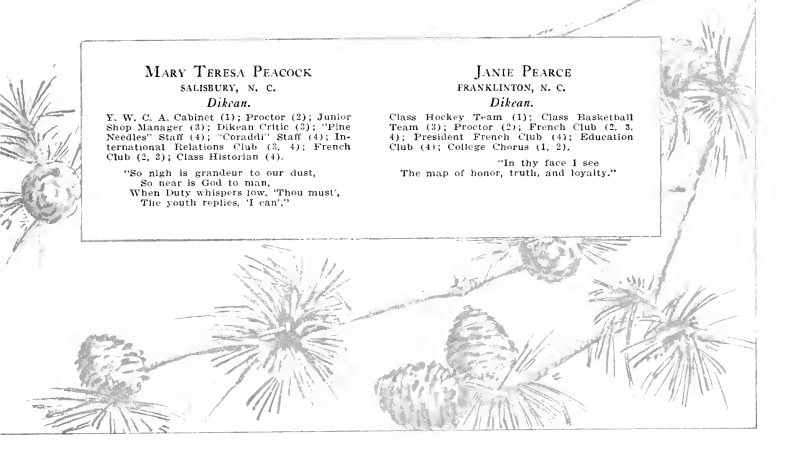 MARY TERESA PEACOCK
SALISBURY, N. C.
Dikean.
Y. W. C. A. Cabinet (1); Proctor (2); Junior
Shop Manager (3); Dikean Critic (3); "Pine
Needles" Staff (4); "Coraddi" Staff (4); In-
ternational Relations Club (3, 4); French
Club (2, 3); Class Historian (4).
"So nigh is grandeur to our dust,
So near is God to man,
When Duty whispers low, 'Thou must',
The youth replies, 'I can'."
JANIE PEARCE
FRANKLINTON, N. C.
Dikean.
Class Hockey Team (1); Class Basketball
Team (3); Proctor (2); French Club (2, 3,
4); President French Club (4); Education
Club (4); College Chorus (1, 2).
"In thy face I see
The map of honor, truth, and loyalty."